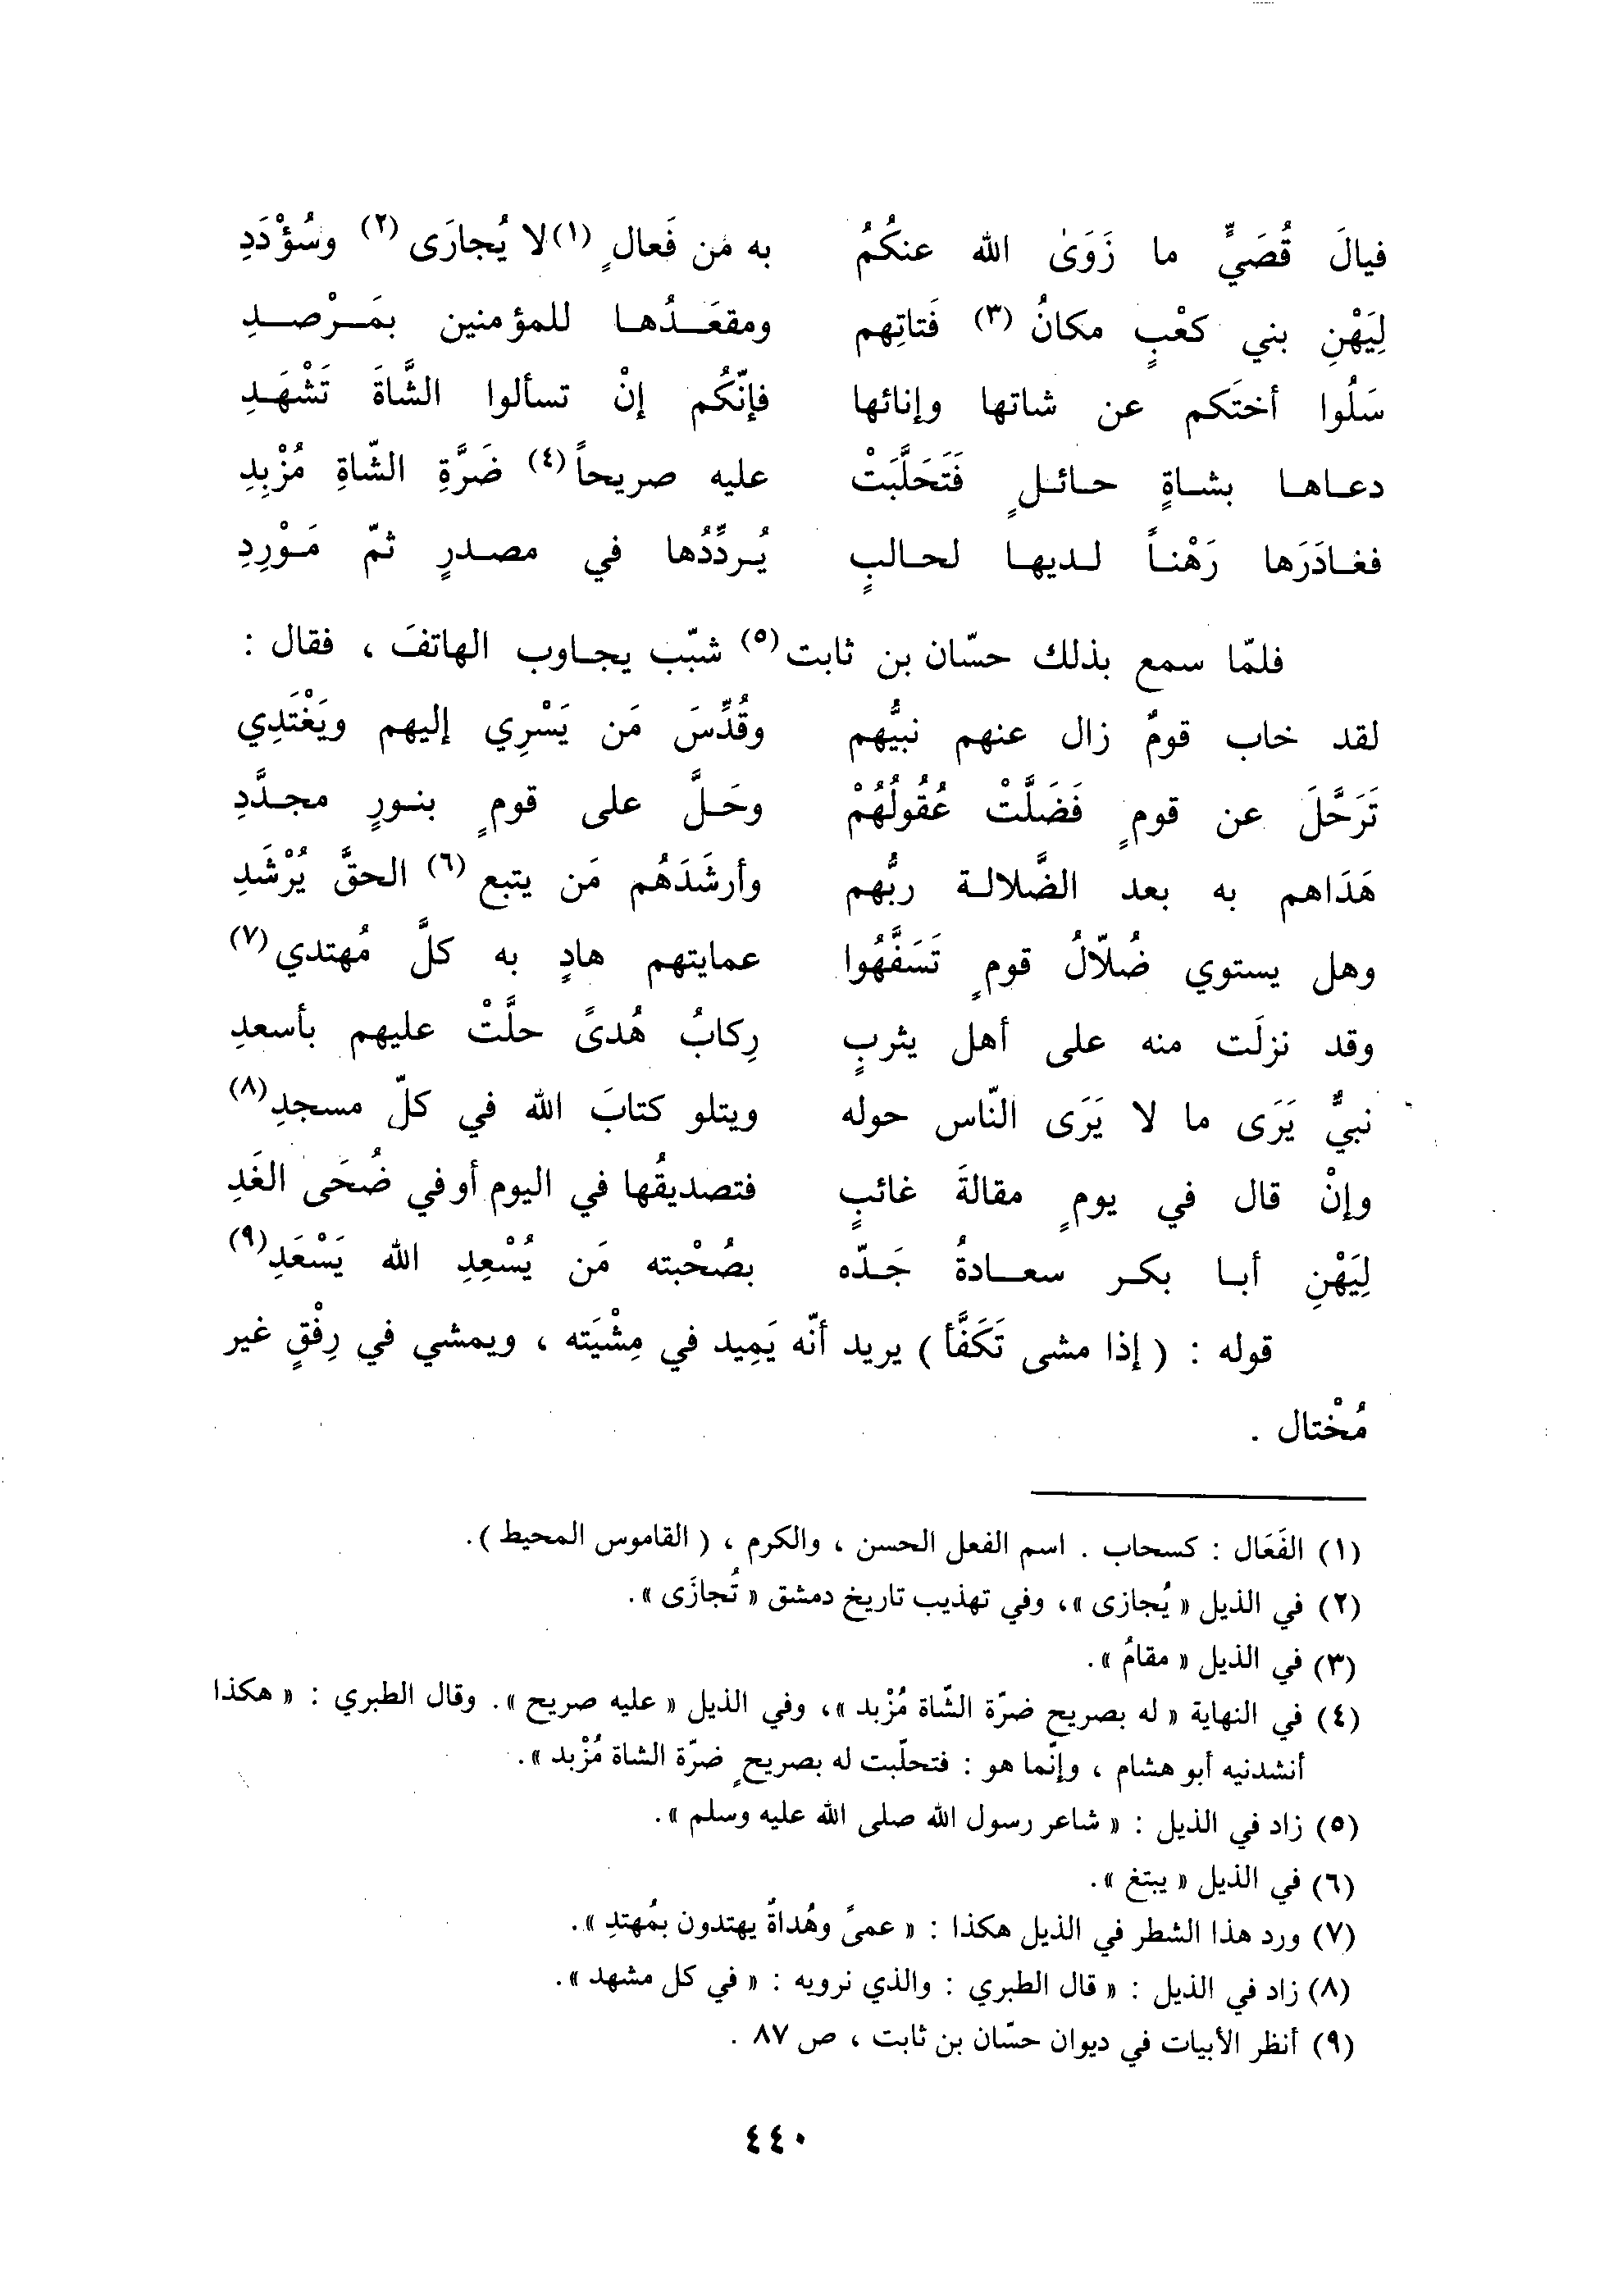 فيالَ قُصَيٍّ ما زَوَىٰ الله عنكُمُ به مَن فَعالٍ (١) لا يُجارَى (٢) وسُؤْدَدِ
لِيَهْنِ بني كعْبٍ مكانُ (٣) فَتاتِهم ومقعَدُها للمؤمنين بمَرْصدِ
سَلُوا أختَكم عن شاتها وإنائها فإنّكُم إنْ تسألوا الشَّاةَ تَشْهَدِ
دعاها بشاةٍ حائلٍ فَتَحَلَّبَتْ عليه صريحاً (٤) ضَرَّةِ الشّاةِ مُزْبِدِ
فغادَرَها رَهْناً لديها لحالبٍ يُردِّدُها في مصدرٍ ثمّ مَوْرِدِ
فلمّا سمع بذلك حسّان بن ثابت (٥) شبّب يجاوب الهاتفَ ، فقال :
لقد خاب قومٌ زال عنهم نبيُّهم وقُدِّسَ مَن يَسْرِي إليهم ويَغْتَدِي
تَرَحَّلَ عن قومٍ فَضَلَّتْ عُقُولُهُمْ وحَلَّ على قومٍ بنورٍ مجدَّدِ
هَدَاهم به بعد الضَّلالة ربُّهم وأرشَدَهُم مَن يتبع (٦) الحقَّ يُرْشَدِ
وهل يستوي ضُلّالُ قومٍ تَسَفَّهُوا عمايتهم هادٍ به كلَّ مُهتدي (٧)
وقد نزلَت منه على أهل يثربٍ رِكابُ هُدىً حلَّتْ عليهم بأسعدِ
نبيٌّ يَرَى ما لا يَرَى النّاس حوله ويتلو كتابَ الله في كلّ مسجدِ (٨)
وإنْ قال في يومٍ مقالةَ غائبٍ فتصديقُها في اليوم أو في ضُحَى الغَدِ
لِيَهْنِ أبا بكر سعادةُ جَدّه بصُحْبته مَن يُسْعِدِ الله يَسْعَدِ (٩)
قوله : ( إذا مشى تَكَفَّأ ) يريد أنّه يَمِيد في مِشْيَته ، ويمشي في رِفْقٍ غير
مُخْتال .
(١) الفَعَال : كسحاب . اسم الفعل الحسن ، والكرم ، ( القاموس المحيط ).
(٢) في الذيل « يُجازى »، وفي تهذيب تاريخ دمشق « تُجازَى ».
(٣) في الذيل « مقامُ ».
(٤) في النهاية « له بصريح ضرّة الشّاة مُزْبد »، وفي الذيل « عليه صريح ». وقال الطبري : « هكذا
أنشدنيه أبو هشام ، وإنّما هو : فتحلّبت له بصريحٍ ضرّة الشاة مُزْبد ».
(٥) زاد في الذيل : « شاعر رسول الله صلى الله عليه وسلم ».
(٦) في الذيل « يبتغ ».
(٧) ورد هذا الشطر في الذيل هكذا : « عمىً وهُداةٌ يهتدون بمُهتدِ ».
(٨) زاد في الذيل : « قال الطبري : والذي نرويه : « في كل مشهد ».
(٩) أنظر الأبيات في ديوان حسّان بن ثابت ، ص ٨٧ .
٤٤٠